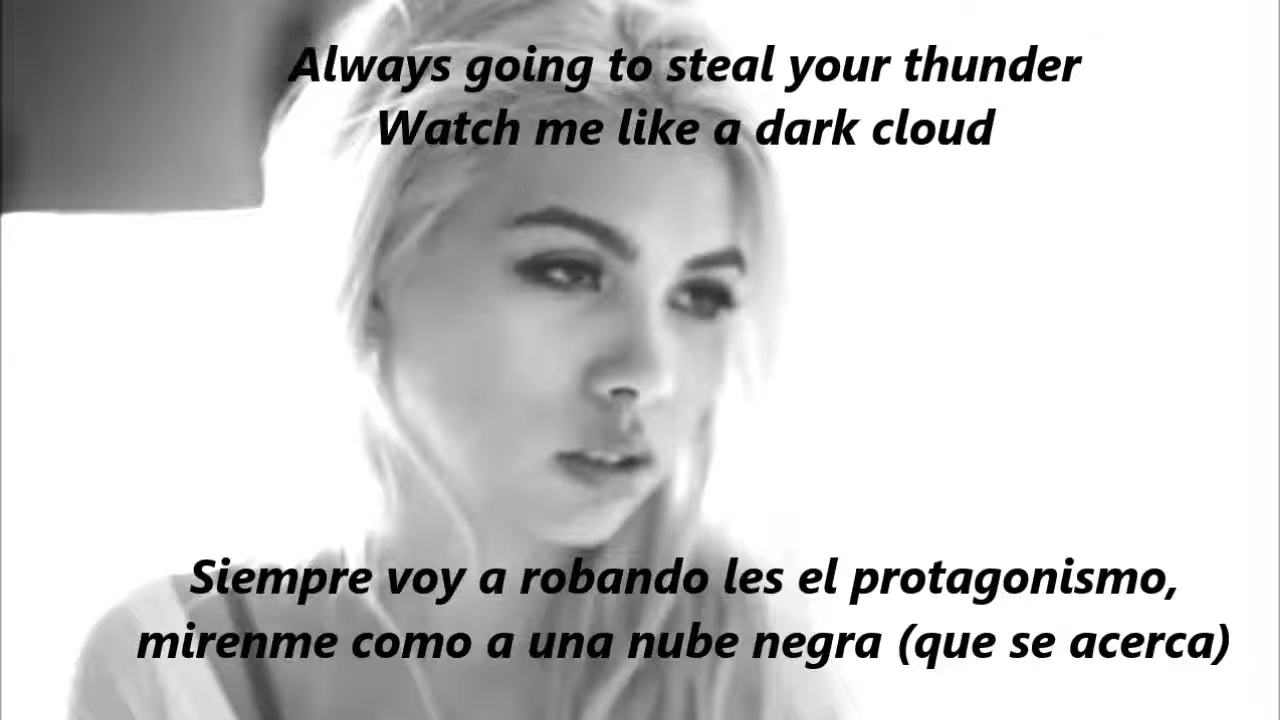 Always going to steal your thunder
Watch me like a dark cloud
Siempre voy a robando les el protagonismo,
mirenme como a una nube negra (que se acerca)